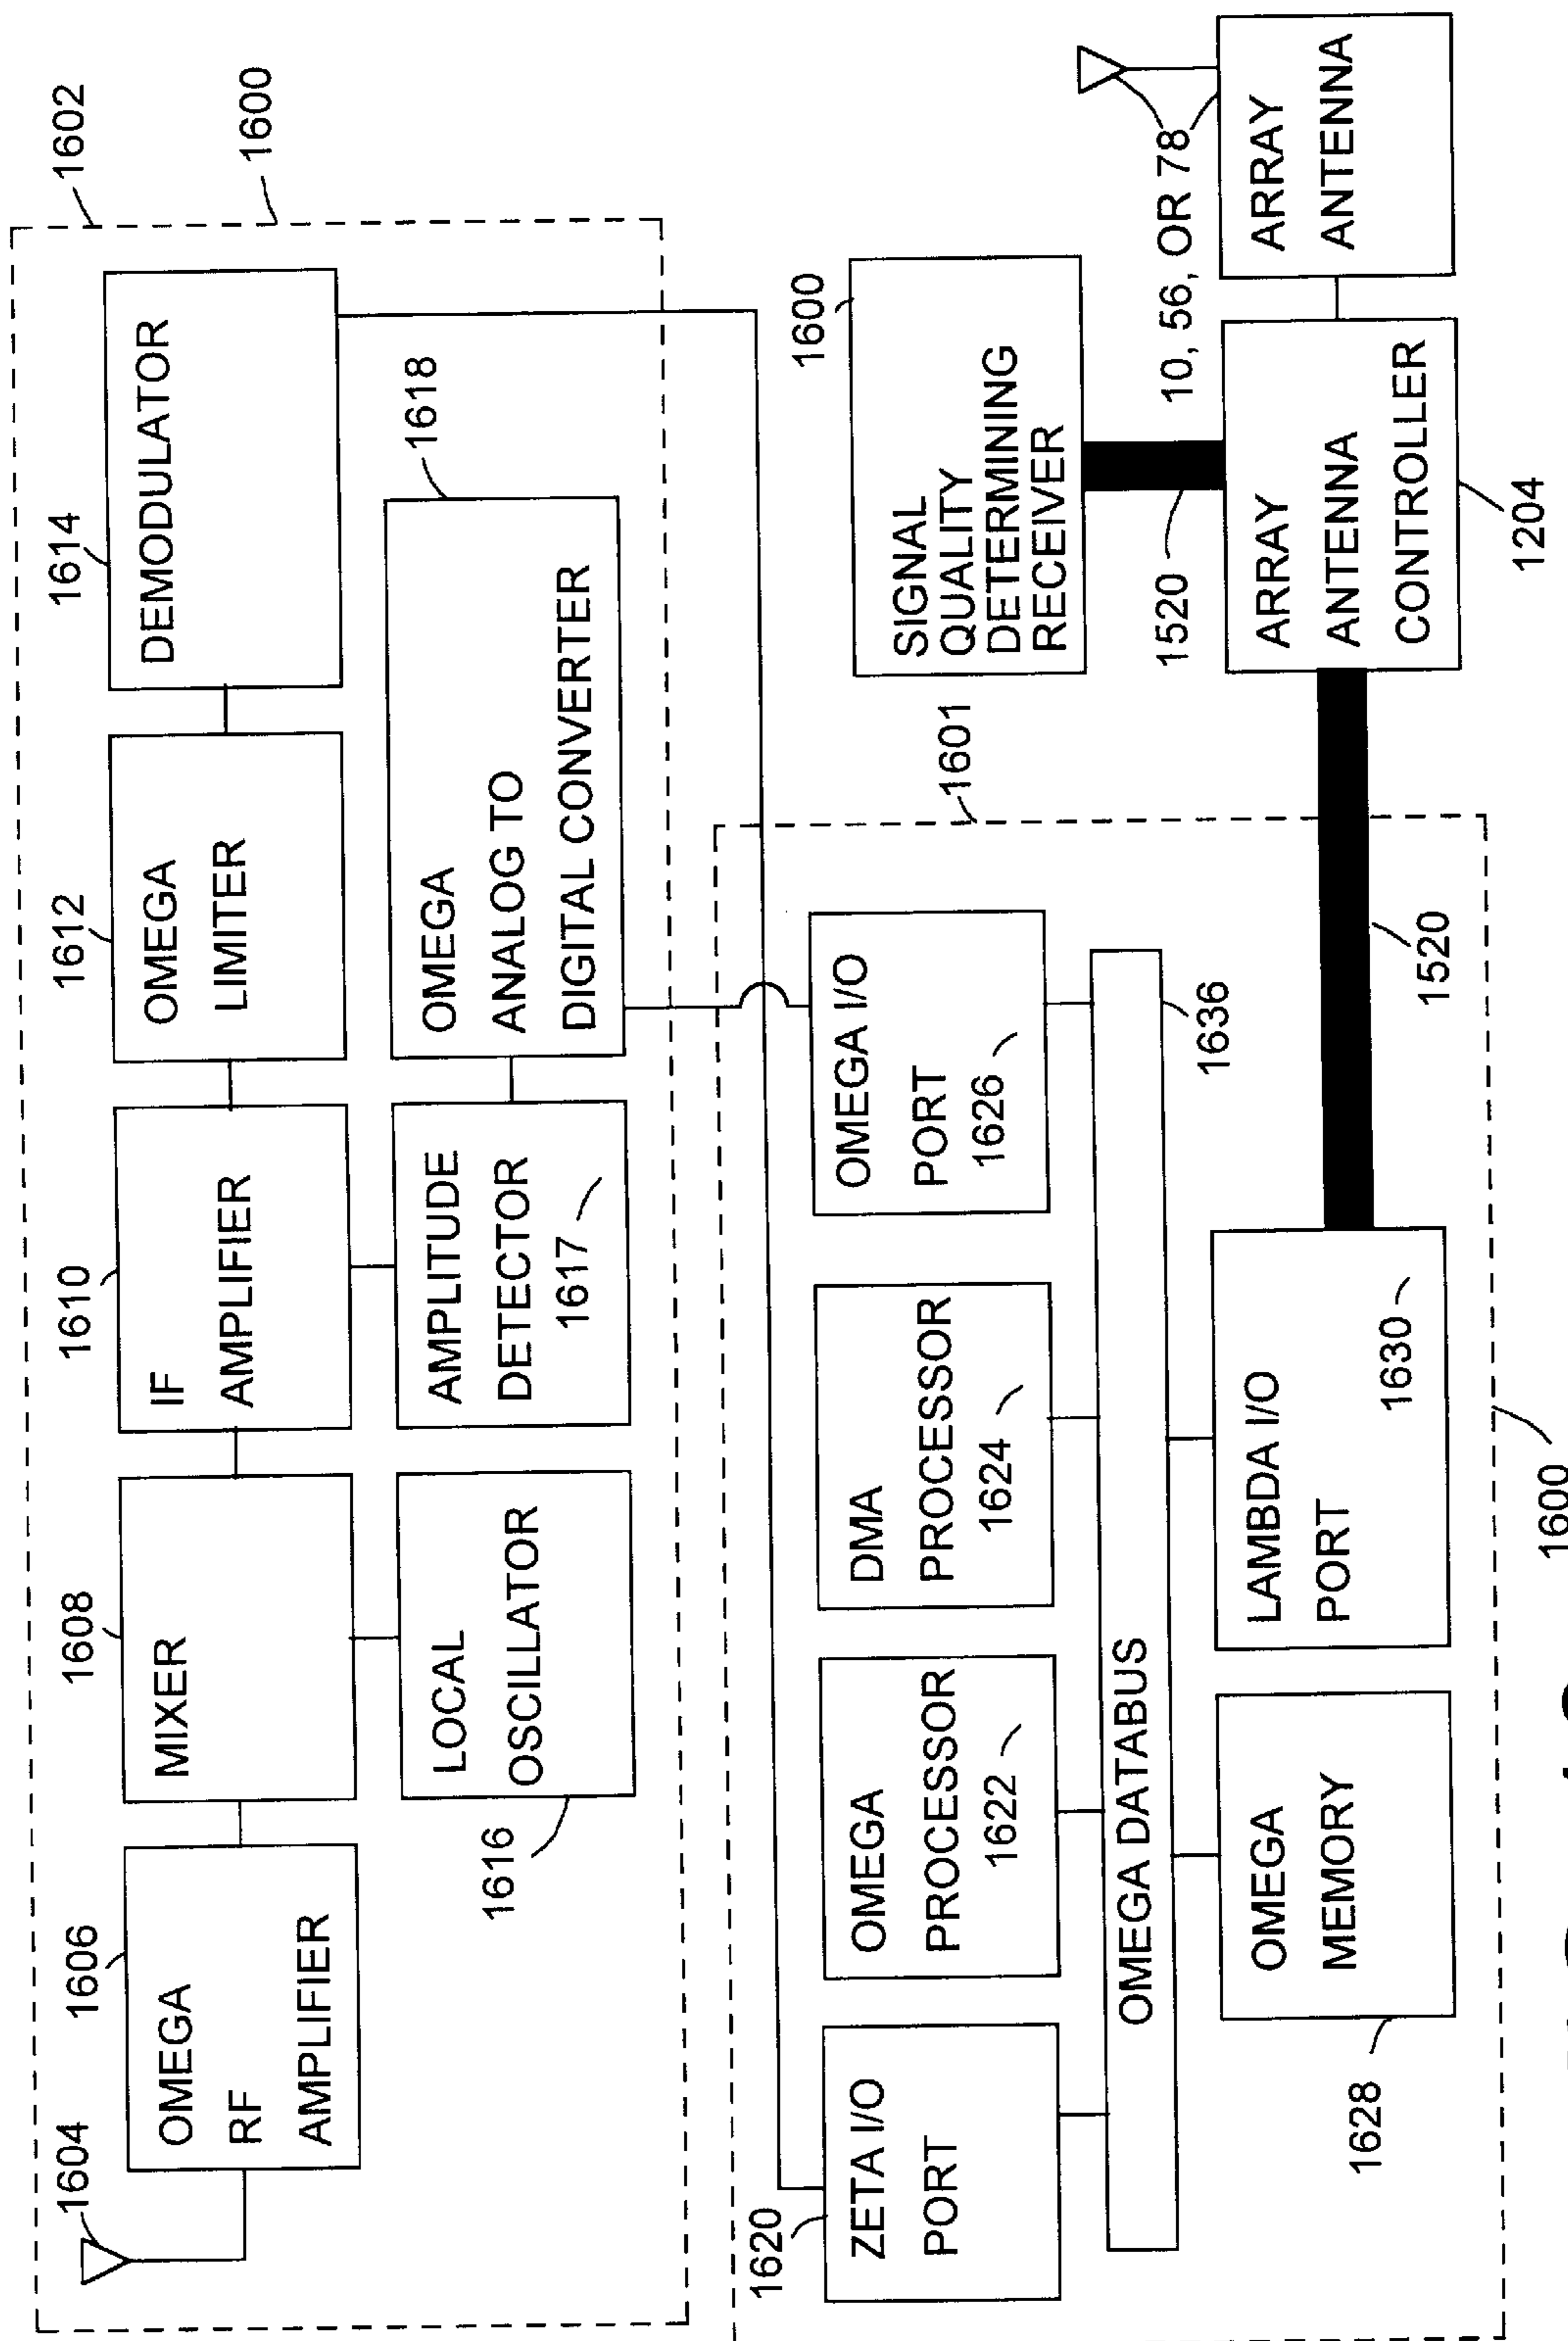 1602
1600
1604
1606
OMEGA
RF
AMPLIFIER
1608
MIXER
1610
IF
AMPLIFIER
1612
OMEGA
LIMITER
1614
DEMODULATOR
1616
LOCAL
OSCILLATOR
AMPLITUDE
DETECTOR
1617
1618
OMEGA
ANALOG TO
DIGITAL CONVERTER
1620
ZETA I/O
PORT
OMEGA
PROCESSOR
1622
DMA
PROCESSOR
1624
OMEGA I/O
PORT
1626
1601
OMEGA DATABUS
1636
1628
OMEGA
MEMORY
LAMBDA I/O
PORT
1630
1600
1520
1600
SIGNAL
QUALITY
DETERMINING
RECEIVER
1520
10, 56, OR 78
ARRAY
ANTENNA
CONTROLLER
1204
ARRAY
ANTENNA